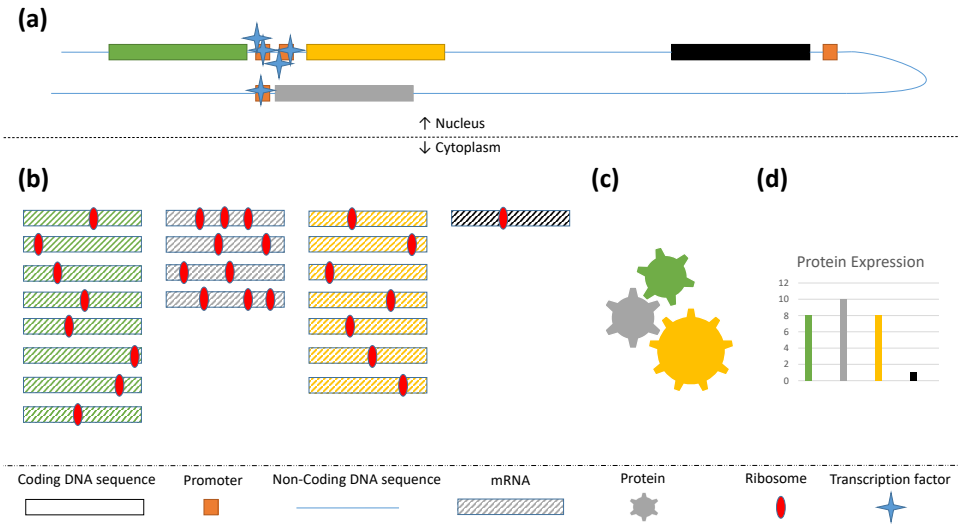 (a)
↑ Nucleus
↓ Cytoplasm
(b)
(c)
(d)
Protein Expression
12
10
8
6
4
2
0
Coding DNA sequence
Promoter
Non-Coding DNA sequence
mRNA
Protein
Ribosome
Transcription factor